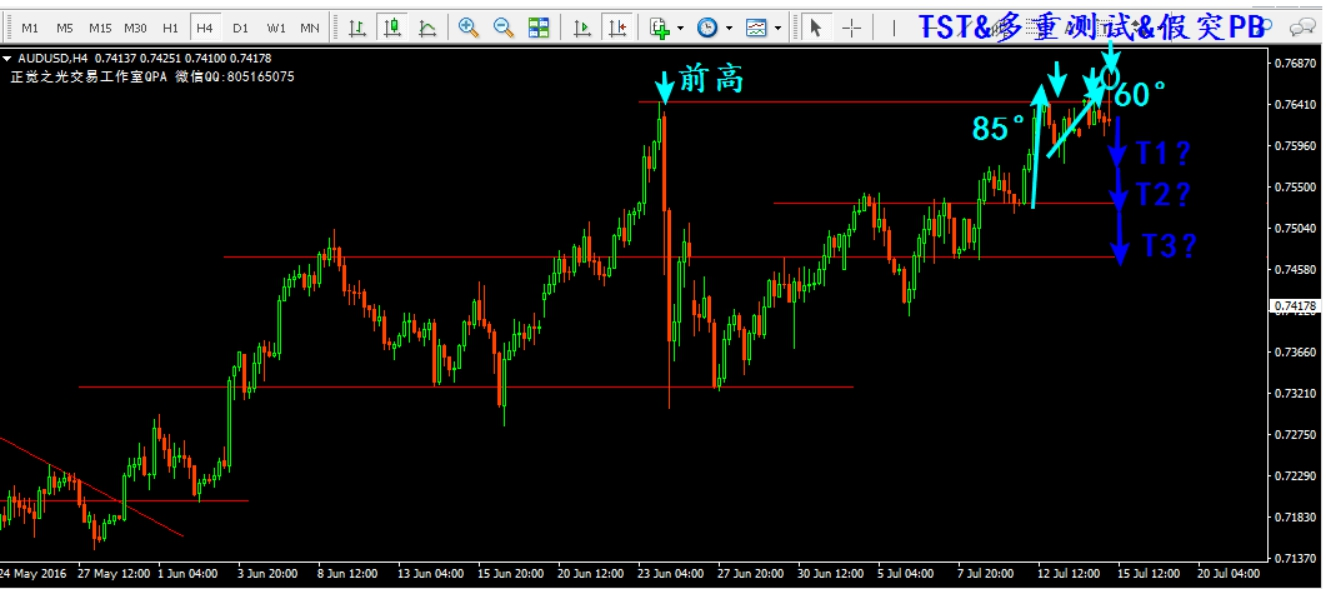 M1 M5 M15 M30 H1 H4 D1 W1 MN
TST&多重测试&假突PB
AUDUSD,H4 0.74137 0.74251 0.74100 0.74178
正觉之光交易工作室QPA 微信QQ:805165075
前高
85°
60°
T1?
T2?
T3?
0.76870
0.76410
0.75960
0.75500
0.75040
0.74580
0.74178
0.73660
0.73210
0.72750
0.72290
0.71830
0.71370
24 May 2016 27 May 12:00 1 Jun 04:00 3 Jun 20:00 8 Jun 12:00 13 Jun 04:00 15 Jun 20:00 20 Jun 12:00 23 Jun 04:00 27 Jun 20:00 30 Jun 12:00 5 Jul 04:00 7 Jul 20:00 12 Jul 12:00 15 Jul 12:00 20 Jul 04:00